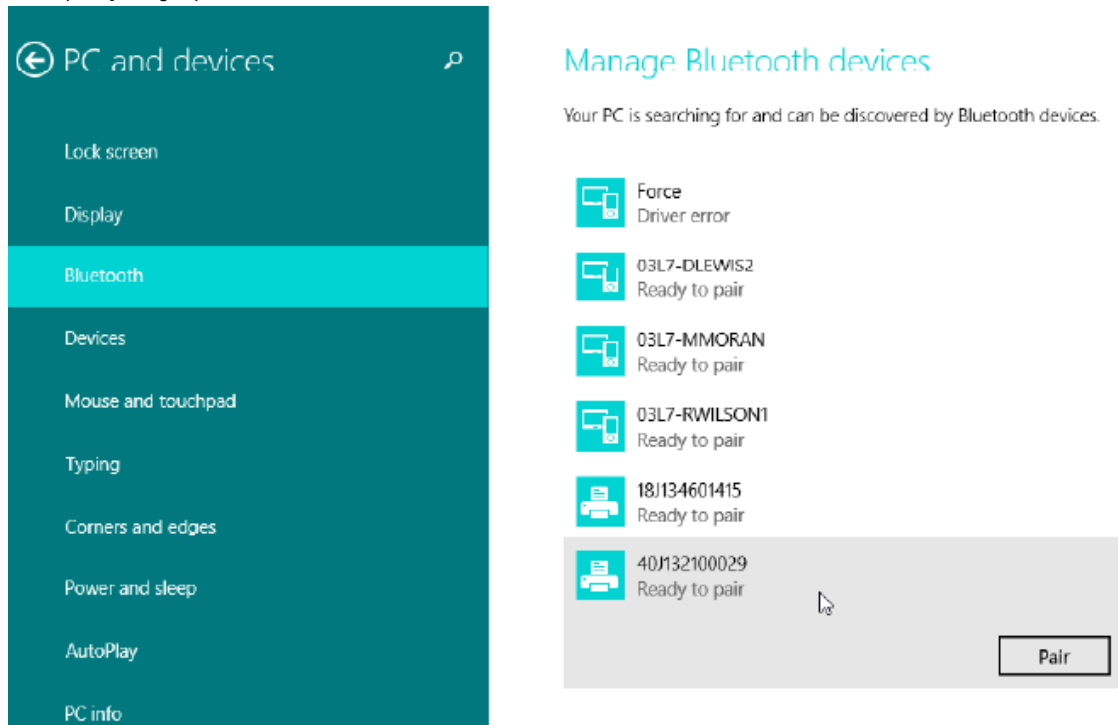 PC and devices
Lock screen
Display
Bluetooth
Devices
Mouse and touchpad
Typing
Corners and edges
Power and sleep
AutoPlay
PC info
Manage Bluetooth devices
Your PC is searching for and can be discovered by Bluetooth devices.
Force
Driver error
03L7-DLEWIS2
Ready to pair
03L7-MMORAN
Ready to pair
03L7-RWILSON1
Ready to pair
18J134601415
Ready to pair
40J132100029
Ready to pair
Pair